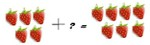 + ? =